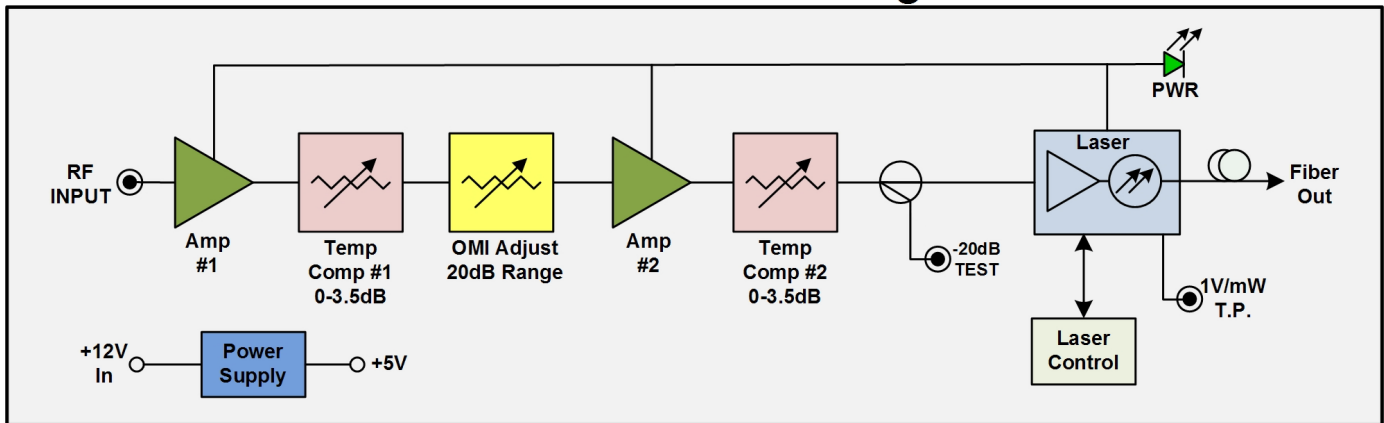 PWR
Laser
RF
INPUT
Fiber
Out
Amp
#1
Temp
Comp #1
0-3.5dB
OMI Adjust
20dB Range
Amp
#2
Temp
Comp #2
0-3.5dB
-20dB
TEST
1V/mW
T.P.
Laser
Control
+12V
In
Power
Supply
+5V